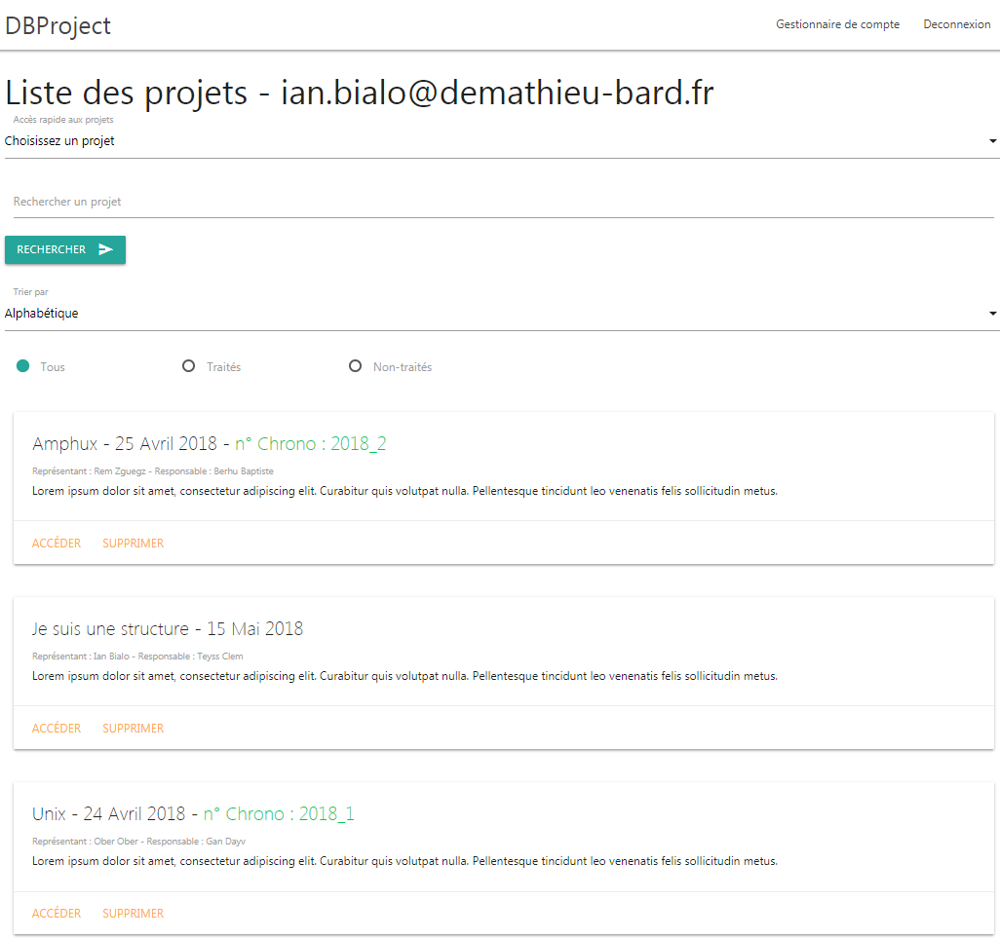 DBProject
Gestionnaire de compte
Deconnexion
Liste des projets - ian.bialo@demathieu-bard.fr
Accès rapide aux projets
Choisissez un projet
Rechercher un projet
RECHERCHER
Trier par
Alphabétique
Tous
Traités
Non-traités
Amphux - 25 Avril 2018 - n° Chrono : 2018_2
Représentant : Rem Zguegz - Responsable : Berhu Baptiste
Lorem ipsum dolor sit amet, consectetur adipiscing elit. Curabitur quis volutpat nulla. Pellentesque tincidunt leo venenatis felis sollicitudin metus.
ACCÉDER
SUPPRIMER
Je suis une structure - 15 Mai 2018
Représentant : Ian Bialo - Responsable : Teyss Clem
Lorem ipsum dolor sit amet, consectetur adipiscing elit. Curabitur quis volutpat nulla. Pellentesque tincidunt leo venenatis felis sollicitudin metus.
ACCÉDER
SUPPRIMER
Unix - 24 Avril 2018 - n° Chrono : 2018_1
Représentant : Ober Ober - Responsable : Gan Dayv
Lorem ipsum dolor sit amet, consectetur adipiscing elit. Curabitur quis volutpat nulla. Pellentesque tincidunt leo venenatis felis sollicitudin metus.
ACCÉDER
SUPPRIMER